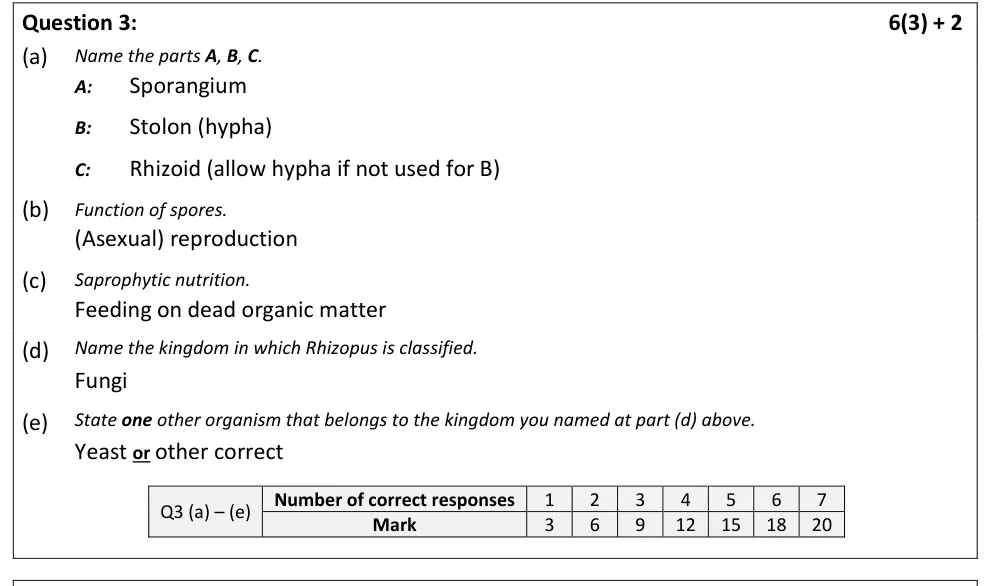 Question 3: 6(3) + 2
(a) Name the parts A, B, C.
A: Sporangium
B: Stolon (hypha)
C: Rhizoid (allow hypha if not used for B)
(b) Function of spores.
(Asexual) reproduction
(c) Saprophytic nutrition.
Feeding on dead organic matter
(d) Name the kingdom in which Rhizopus is classified.
Fungi
(e) State one other organism that belongs to the kingdom you named at part (d) above.
Yeast or other correct
Q3 (a) – (e) Number of correct responses 1 2 3 4 5 6 7
Mark 3 6 9 12 15 18 20